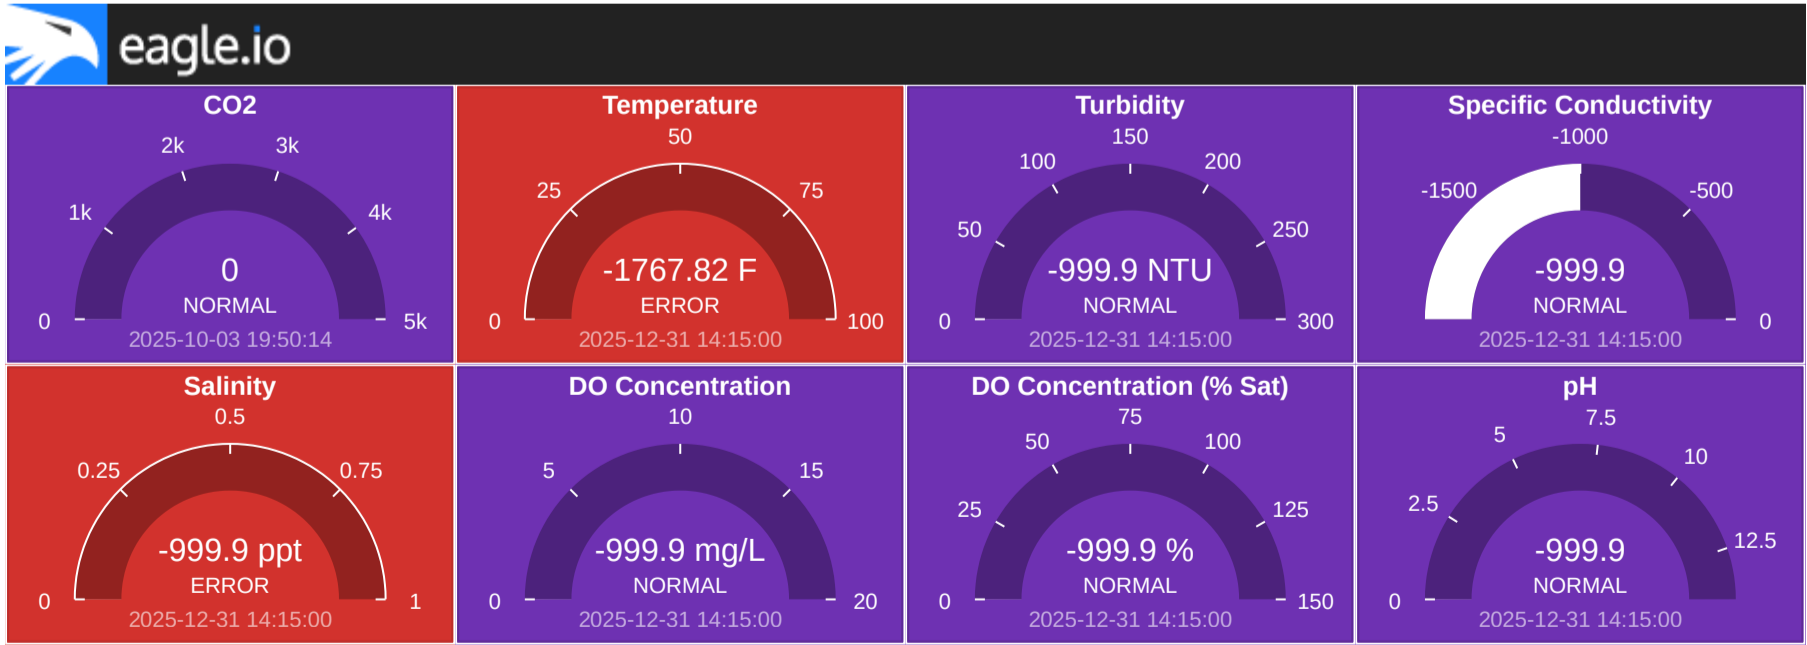 eagle.io
CO2
2k
3k
1k
4k
0
NORMAL
0
5k
2025-10-03 19:50:14
Temperature
50
25
75
-1767.82 F
ERROR
0
100
2025-12-31 14:15:00
Turbidity
150
100
200
50
250
-999.9 NTU
NORMAL
0
300
2025-12-31 14:15:00
Specific Conductivity
-1000
-1500
-500
-999.9
NORMAL
0
2025-12-31 14:15:00
Salinity
0.5
0.25
0.75
-999.9 ppt
ERROR
0
1
2025-12-31 14:15:00
DO Concentration
10
5
15
-999.9 mg/L
NORMAL
0
20
2025-12-31 14:15:00
DO Concentration (% Sat)
75
50
100
25
125
-999.9 %
NORMAL
0
150
2025-12-31 14:15:00
pH
7.5
5
10
2.5
12.5
-999.9
NORMAL
0
2025-12-31 14:15:00